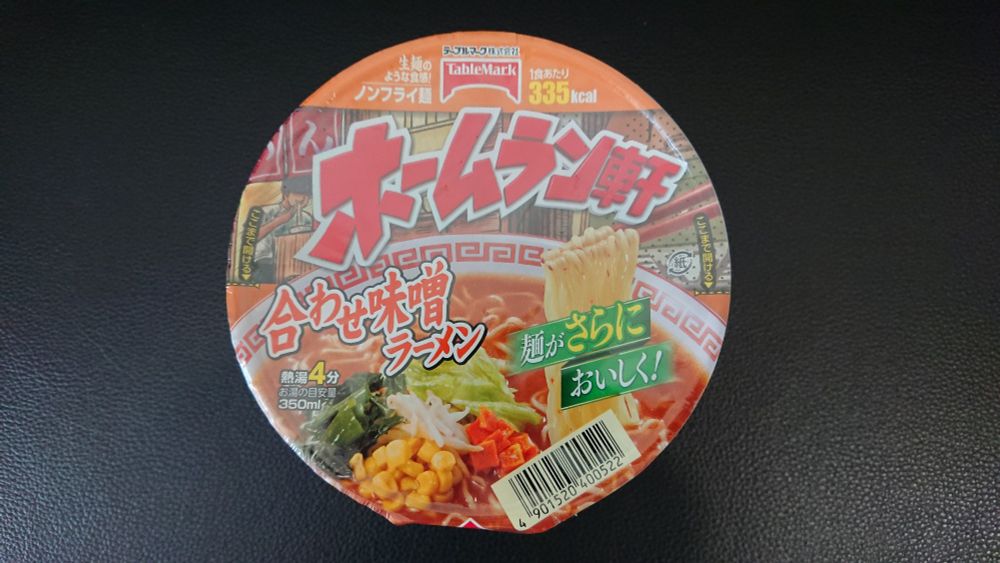 テーブルマーク株式会社
TableMark
生麺の
ような食感!
ノンフライ麺
1食あたり
335kcal
ホームラン軒
ここまで開ける
ここまで開ける
紙
合わせ味噌
ラーメン
麺がさらに
おいしく!
熱湯4分
お湯の目安量
350ml
4 901520 400522